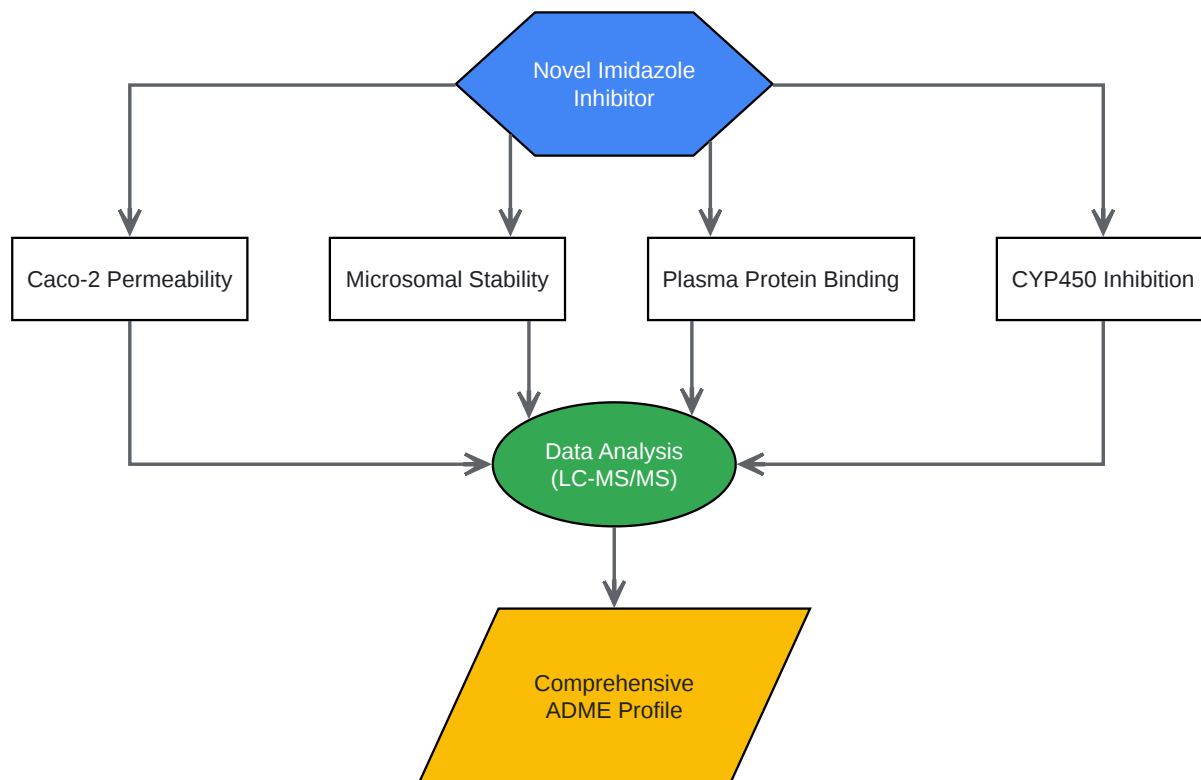 Novel Imidazole
Inhibitor
Caco-2 Permeability
Microsomal Stability
Plasma Protein Binding
CYP450 Inhibition
Data Analysis
(LC-MS/MS)
Comprehensive
ADME Profile